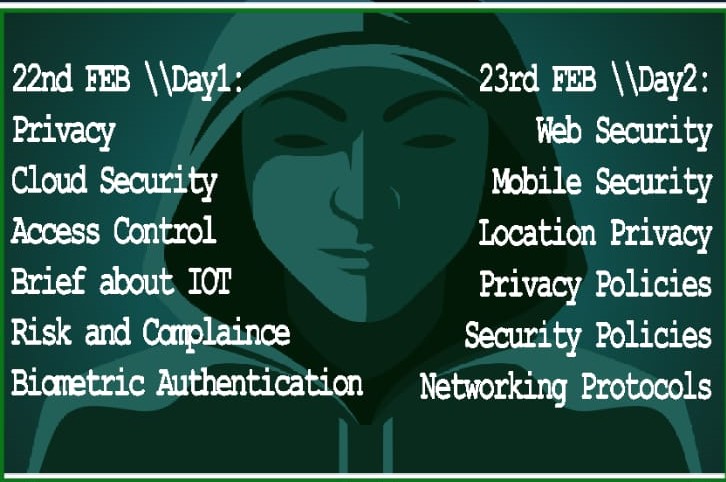 22nd FEB \\Day1:
Privacy
Cloud Security
Access Control
Brief about IOT
Risk and Complaince
Biometric Authentication
23rd FEB \\Day2:
Web Security
Mobile Security
Location Privacy
Privacy Policies
Security Policies
Networking Protocols